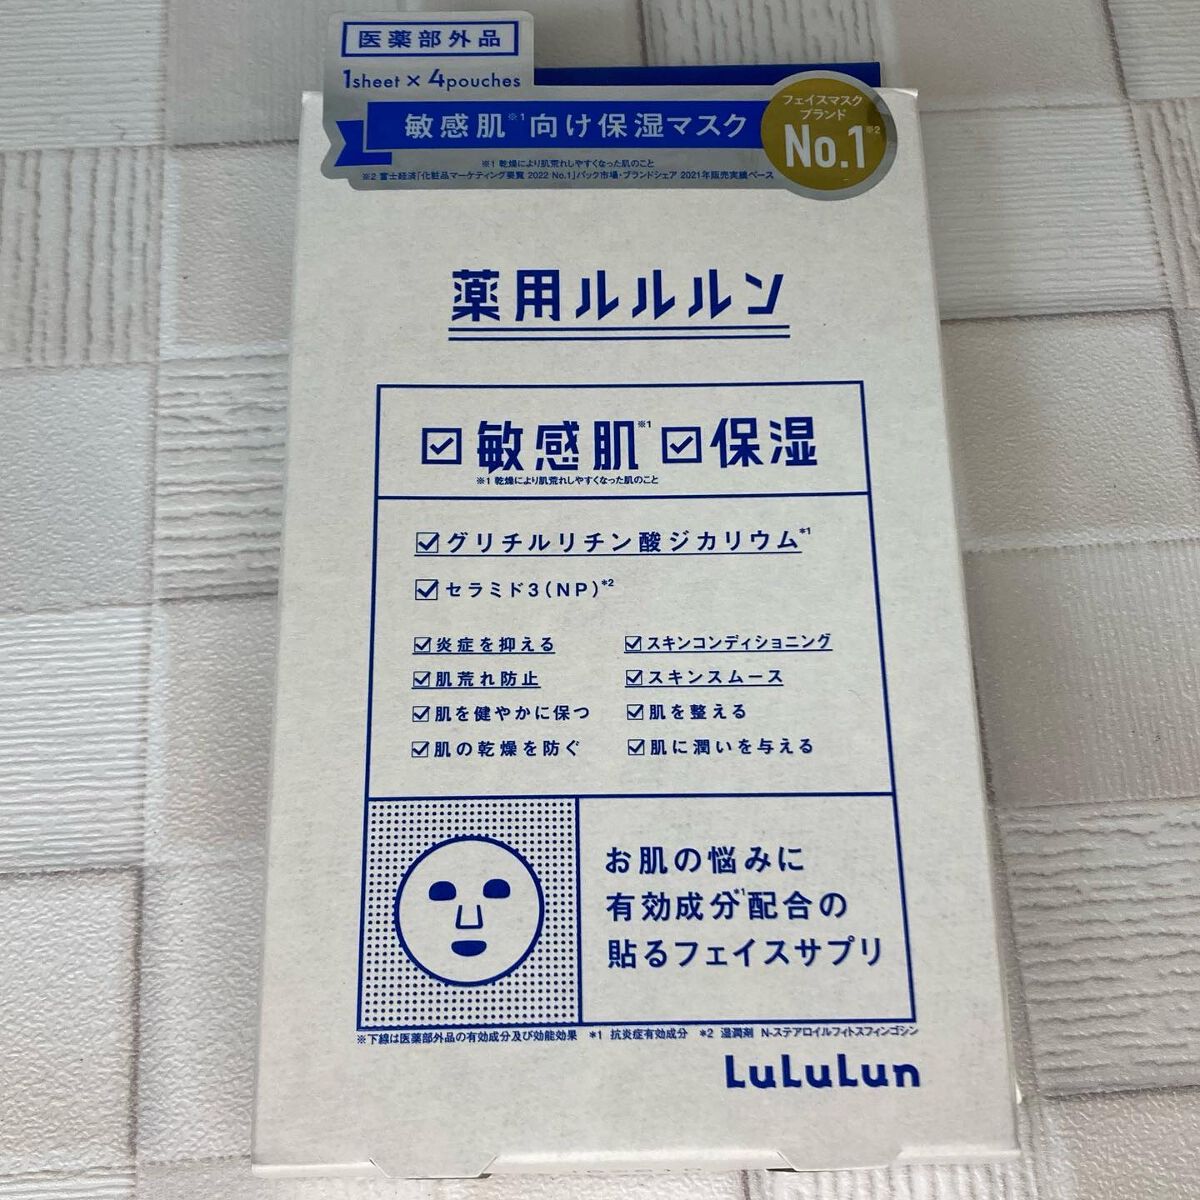 医薬部外品
1sheet × 4pouches
敏感肌※1向け保湿マスク
フェイスマスク
ブランド
No.1※2
※1 乾燥により肌荒れしやすくなった肌のこと
※2 富士経済「化粧品マーケティング要覧 2022 No.1」パック市場・ブランドシェア 2021年販売実績ベース
薬用ルルルン
敏感肌※1 保湿
※1 乾燥により肌荒れしやすくなった肌のこと
グリチルリチン酸ジカリウム*1
セラミド3(NP)*2
炎症を抑える スキンコンディショニング
肌荒れ防止 スキンスムース
肌を健やかに保つ 肌を整える
肌の乾燥を防ぐ 肌に潤いを与える
お肌の悩みに
有効成分*1配合の
貼るフェイスサプリ
※下線は医薬部外品の有効成分及び効能効果 *1 抗炎症有効成分 *2 湿潤剤 N-ステアロイルフィトスフィンゴシン
LuLuLun